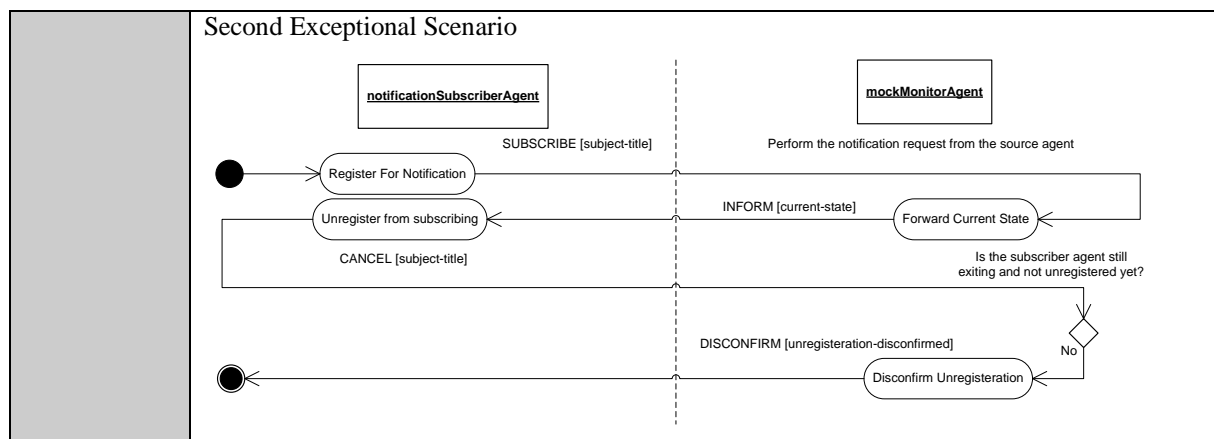 Second Exceptional Scenario
notificationSubscriberAgent
mockMonitorAgent
SUBSCRIBE [subject-title]
Perform the notification request from the source agent
Register For Notification
Unregister from subscribing
INFORM [current-state]
Forward Current State
CANCEL [subject-title]
Is the subscriber agent still
exiting and not unregistered yet?
DISCONFIRM [unregisteration-disconfirmed]
No
Disconfirm Unregisteration